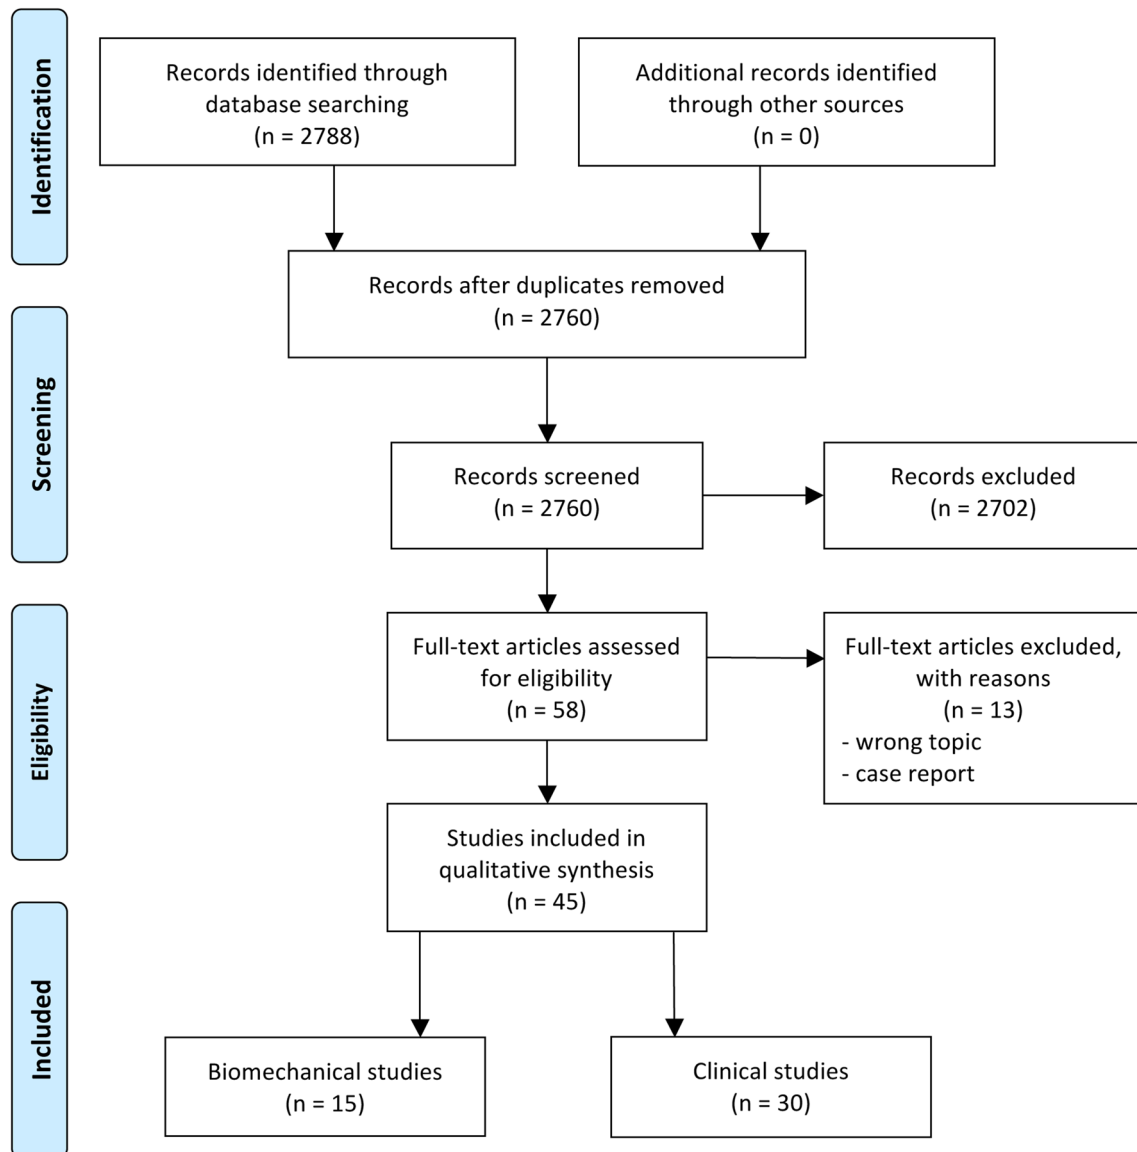 Identification
Records identified through
database searching
(n = 2788)
Additional records identified
through other sources
(n = 0)
Records after duplicates removed
(n = 2760)
Screening
Records screened
(n = 2760)
Records excluded
(n = 2702)
Eligibility
Full-text articles assessed
for eligibility
(n = 58)
Full-text articles excluded,
with reasons
(n = 13)
- wrong topic
- case report
Studies included in
qualitative synthesis
(n = 45)
Included
Biomechanical studies
(n = 15)
Clinical studies
(n = 30)